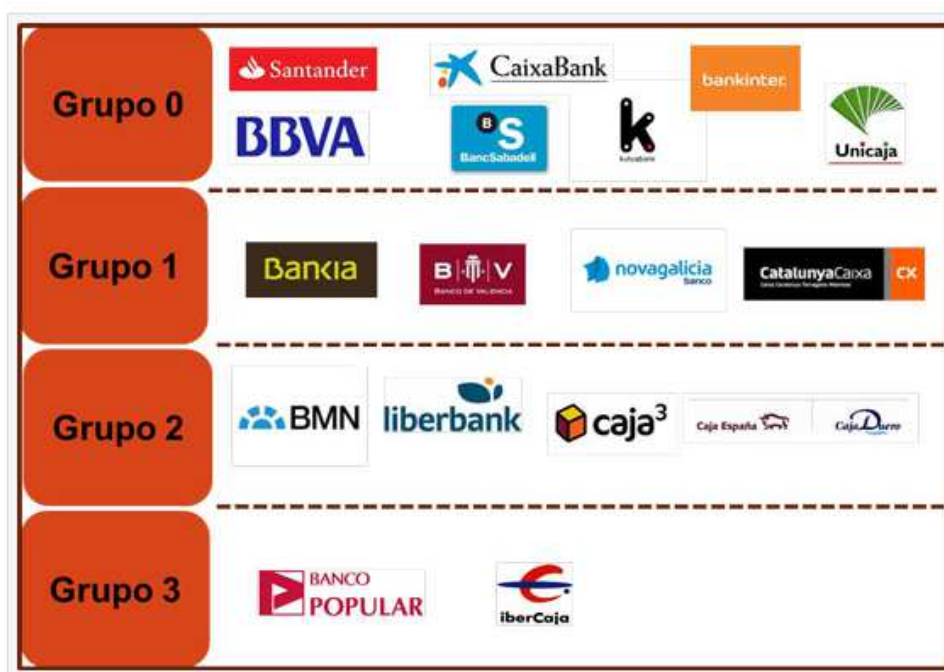 Grupo 0
Santander
CaixaBank
bankinter.
BBVA
B
S
BancSabadell
k
kutxabank
Unicaja
Grupo 1
Bankia
B V
BANCO DE VALENCIA
novagalicia
banco
CatalunyaCaixa
CX
Grupo 2
BMN
liberbank
caja3
Caja España
Caja Duero
Grupo 3
BANCO
POPULAR
iberCaja